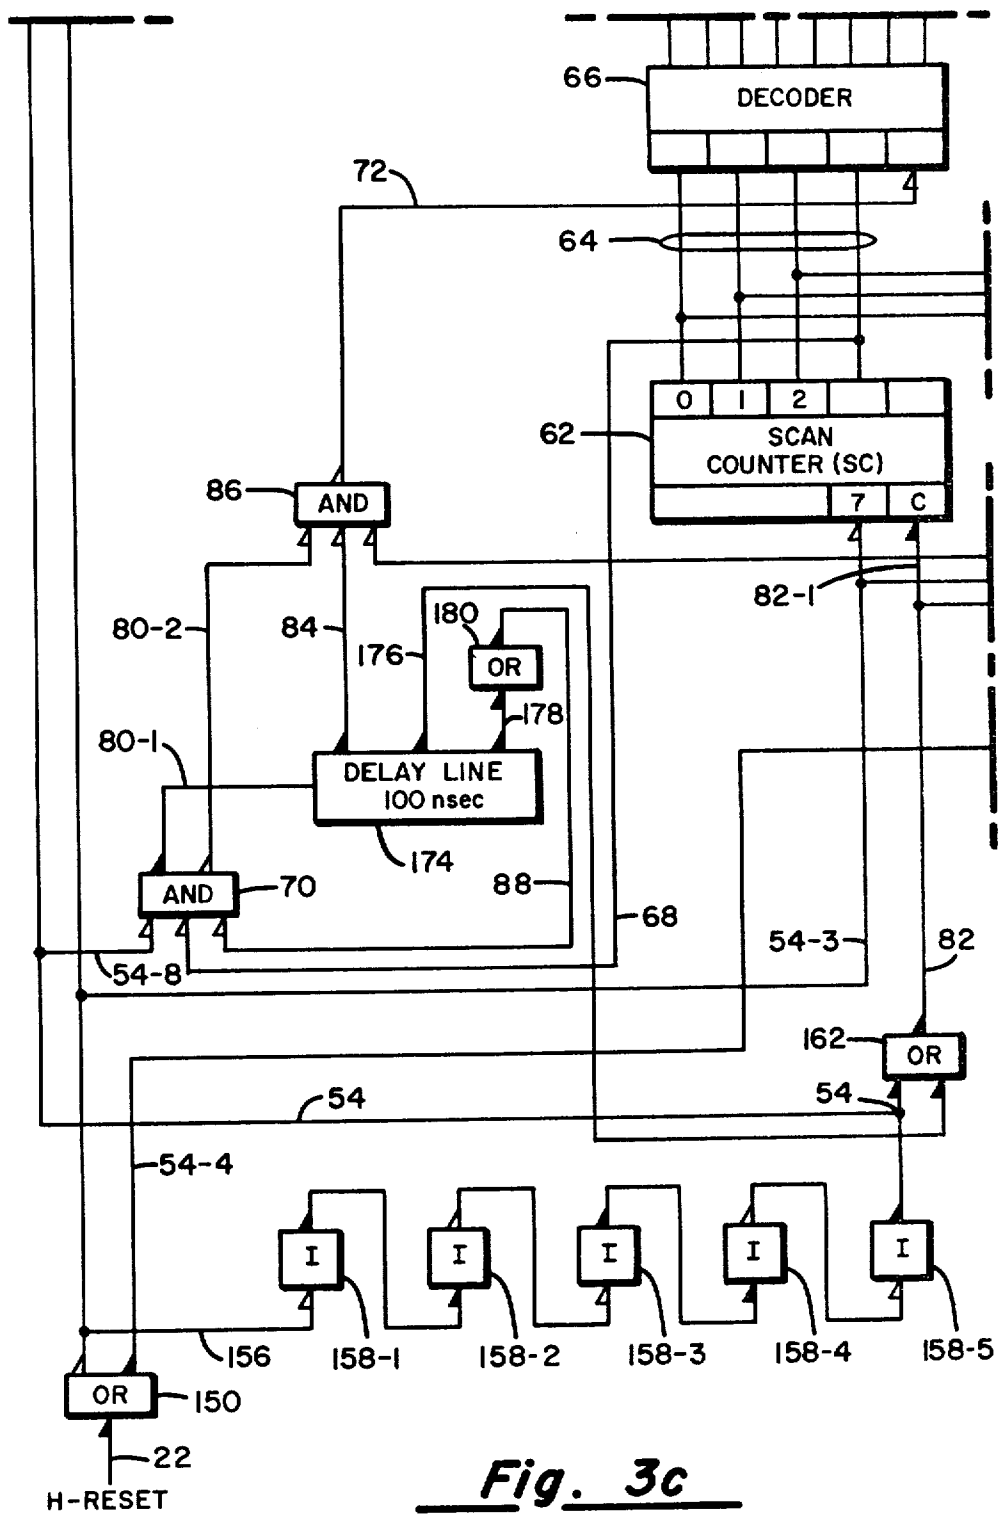 66
DECODER
72
64
0 1 2
62
SCAN
COUNTER (SC)
7 C
86
AND
82-1
80-2
84
180
176
OR
178
80-1
DELAY LINE
100 nsec
174
AND
70
88
68
54-3
82
54-8
162
OR
54
54
54-4
I
I
I
I
I
156
158-1
158-2
158-3
158-4
158-5
OR
150
22
H-RESET
Fig. 3c